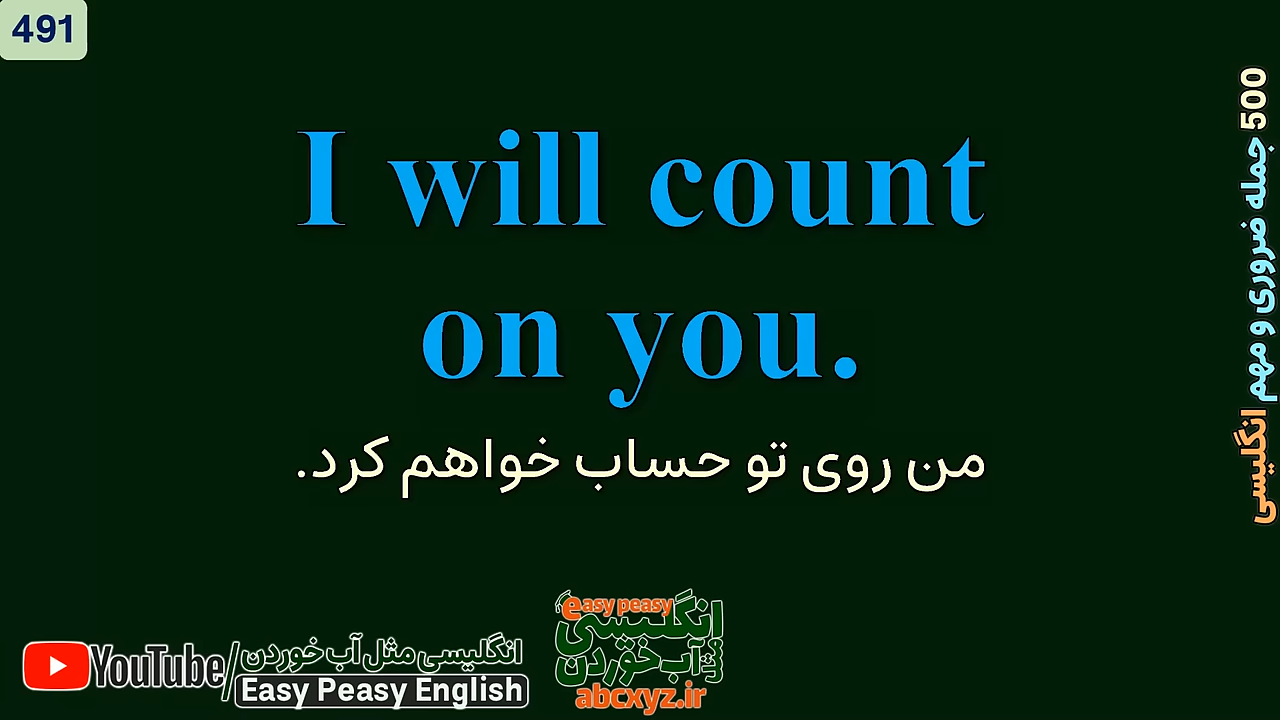 491
I will count
on you.
من روی تو حساب خواهم کرد.
500 جمله ضروری و مهم انگلیسی
YouTube/انگلیسی مثل آب خوردن
Easy Peasy English
easy peasy
انگلیسی
مثل آب خوردن
abcxyz.ir